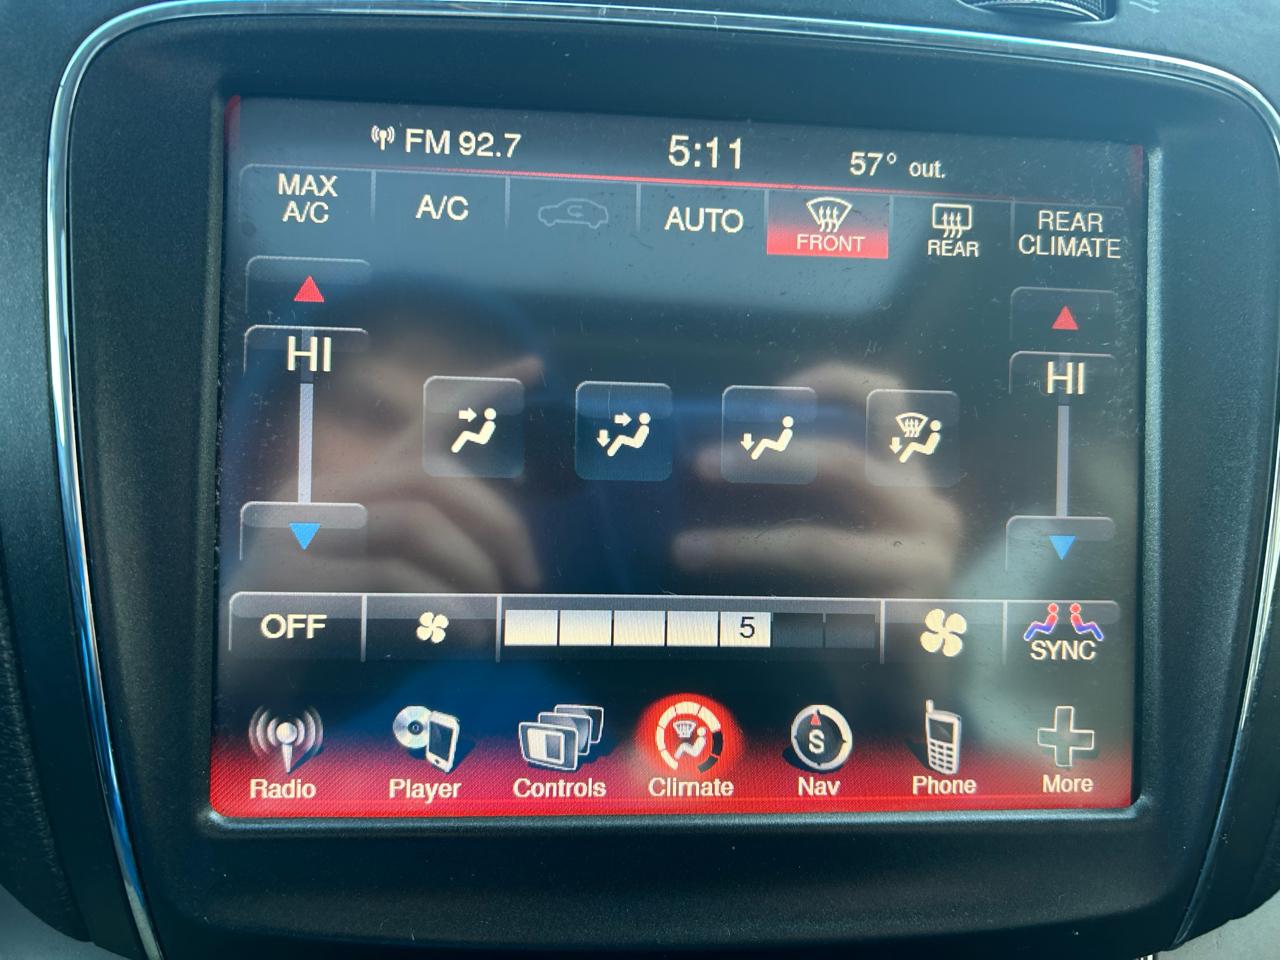 FM 92.7 5:11 57° out.
MAX A/C
A/C
AUTO
FRONT
REAR
REAR CLIMATE
HI
HI
5
OFF
SYNC
S
Radio
Player
Controls
Climate
Nav
Phone
More